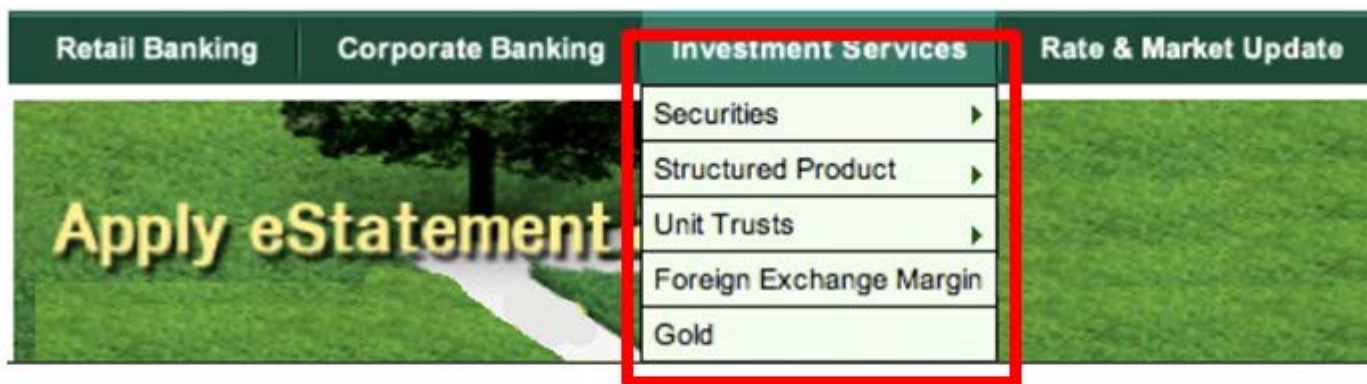 Retail Banking
Corporate Banking
Investment Services
Rate & Market Update
Securities
Structured Product
Unit Trusts
Foreign Exchange Margin
Gold
Apply eStatement